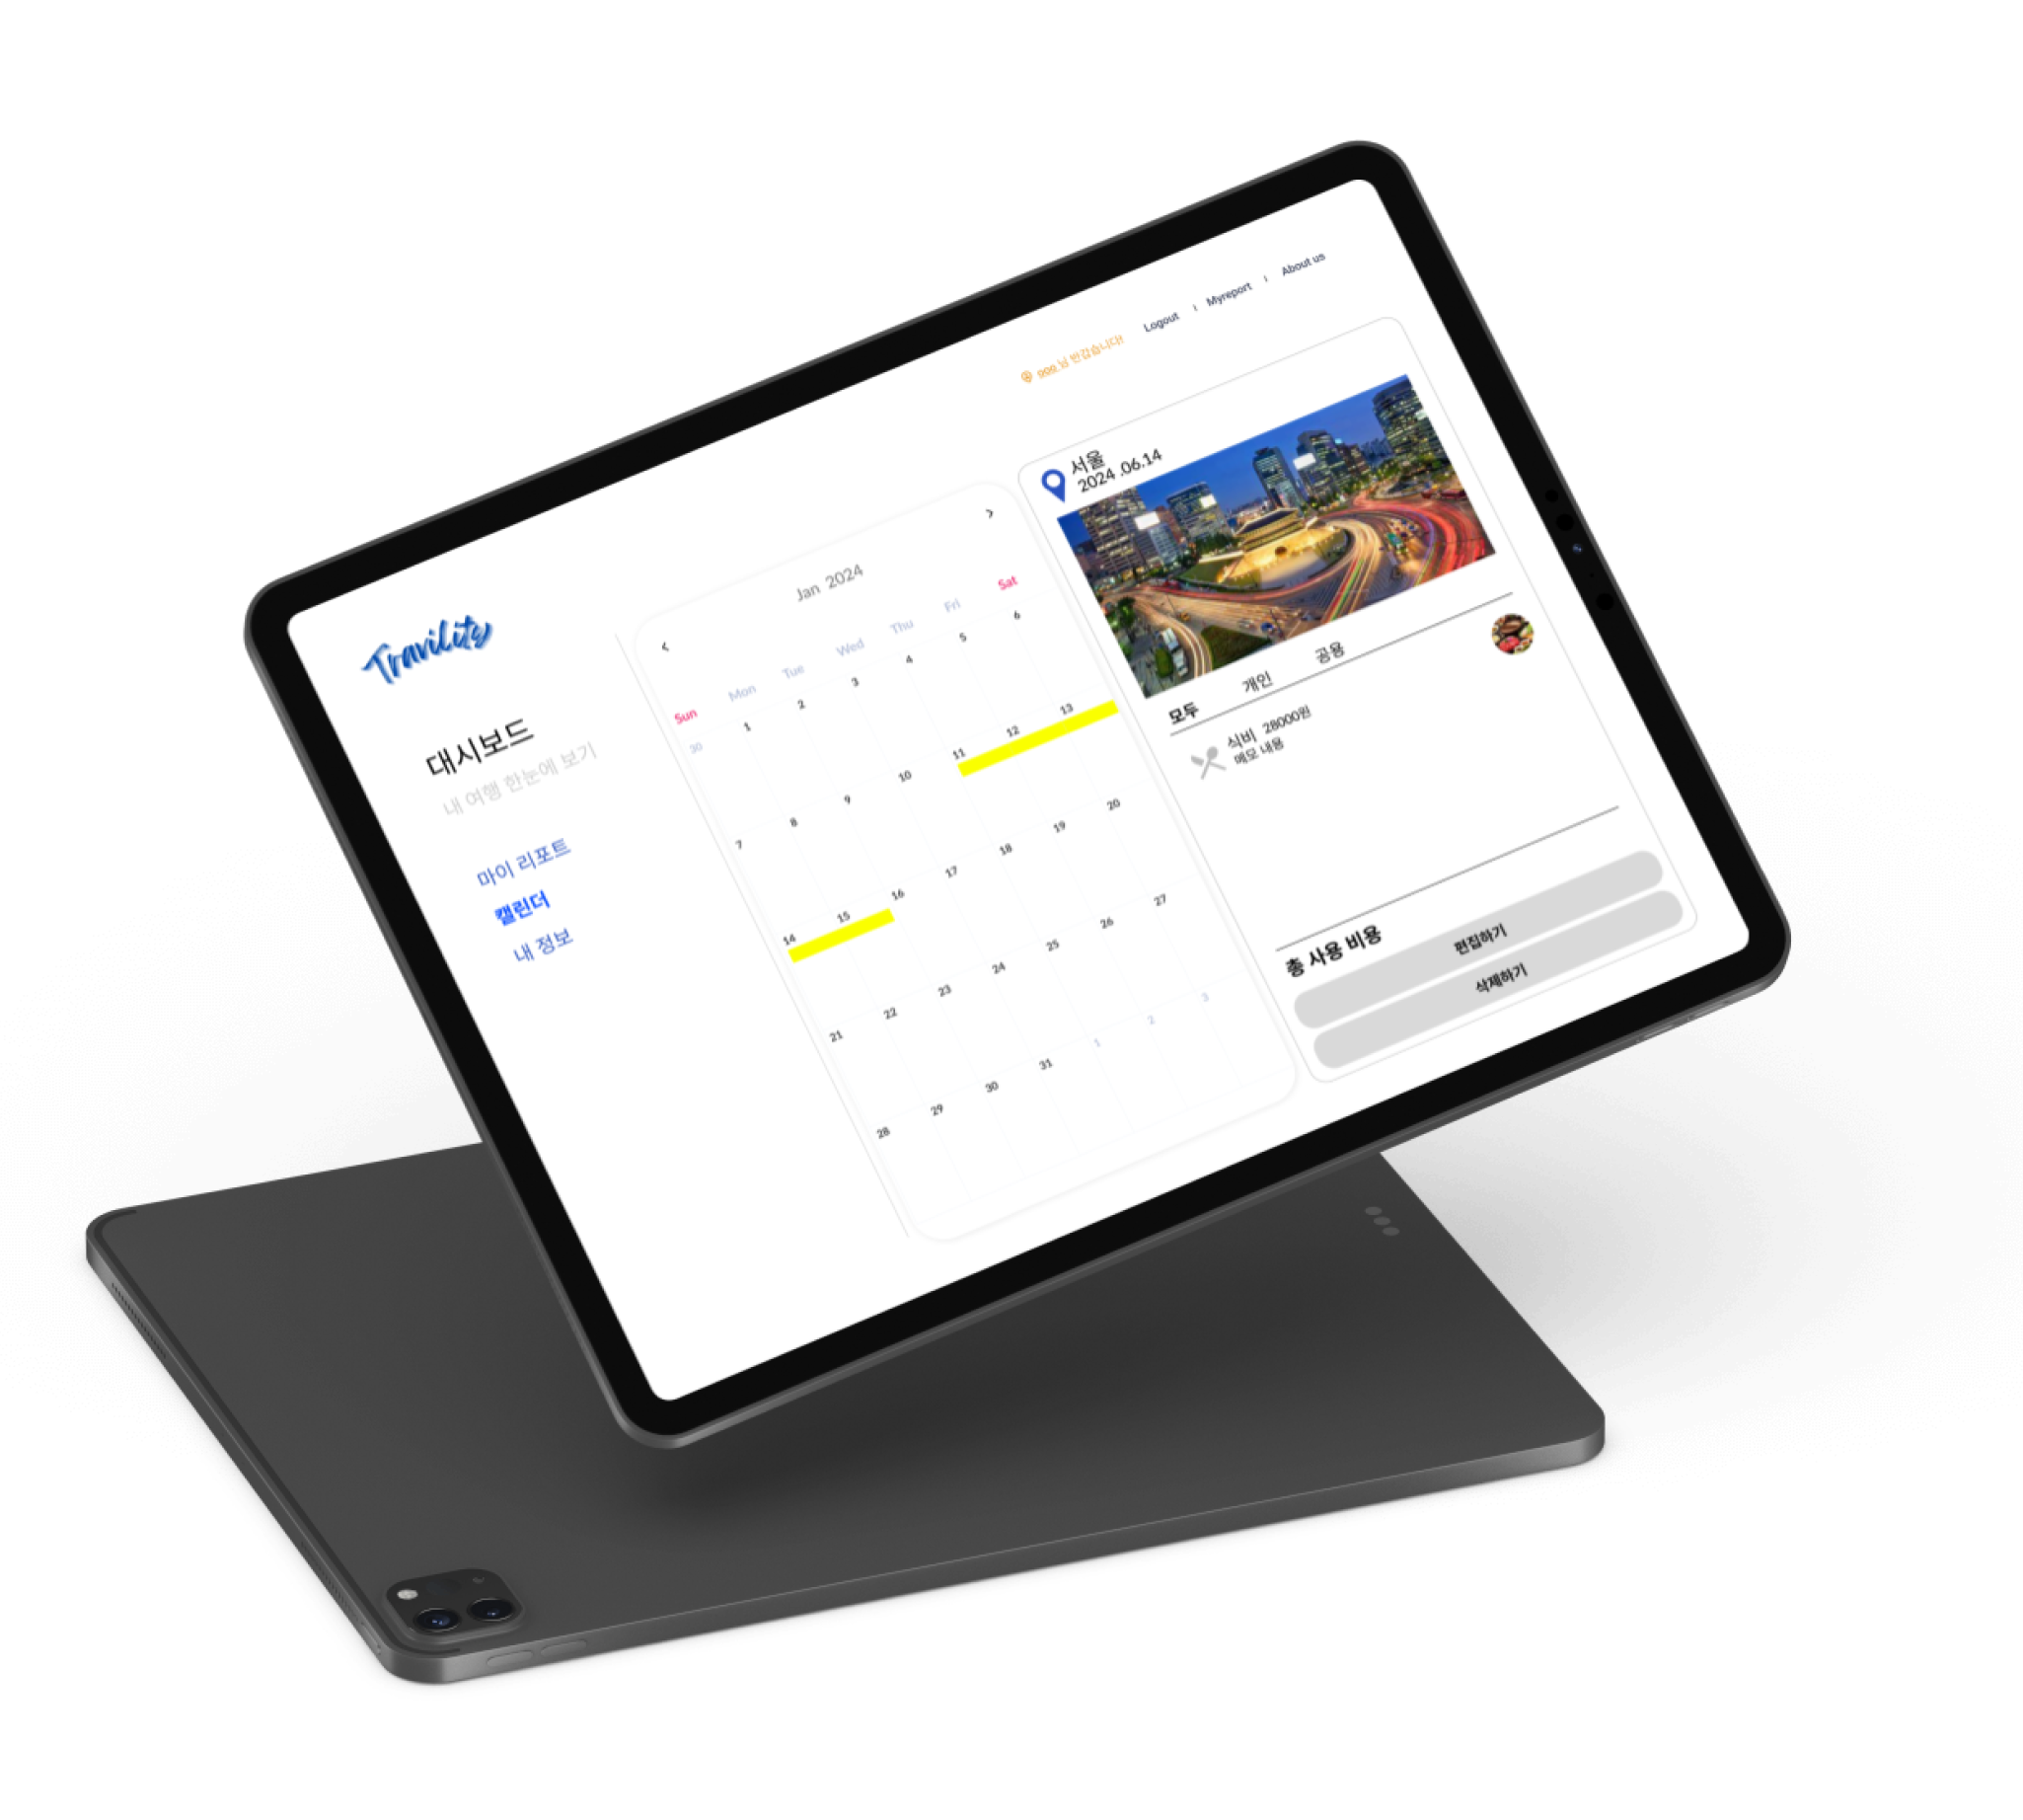 ooo 님 반갑습니다!
Logout
Myreport
About us
Travility
대시보드
내 여행 한눈에 보기
마이 리포트
캘린더
내 정보
‹ Jan 2024 ›
Sun Mon Tue Wed Thu Fri Sat
30 1 2 3 4 5 6
7 8 9 10 11 12 13
14 15 16 17 18 19 20
21 22 23 24 25 26 27
28 29 30 31 1 2 3
서울
2024 .06.14
모두 개인 공용
식비 28000원
메모 내용
총 사용 비용
편집하기
삭제하기